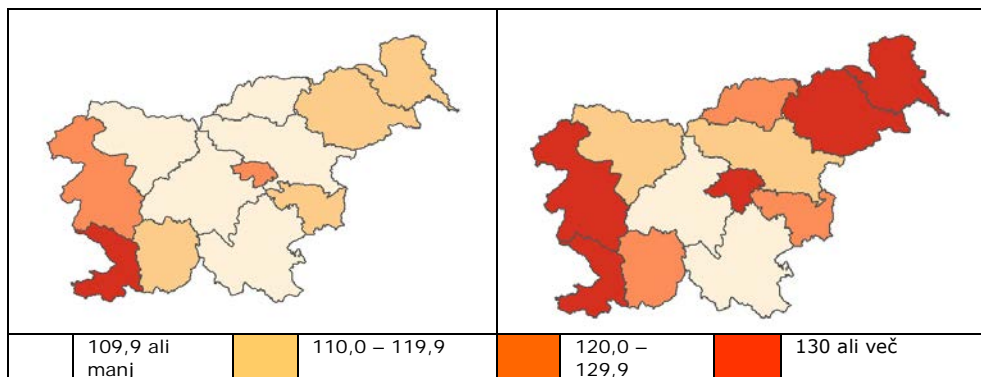 109,9 ali
manj
110,0 – 119,9
120,0 –
129,9
130 ali več